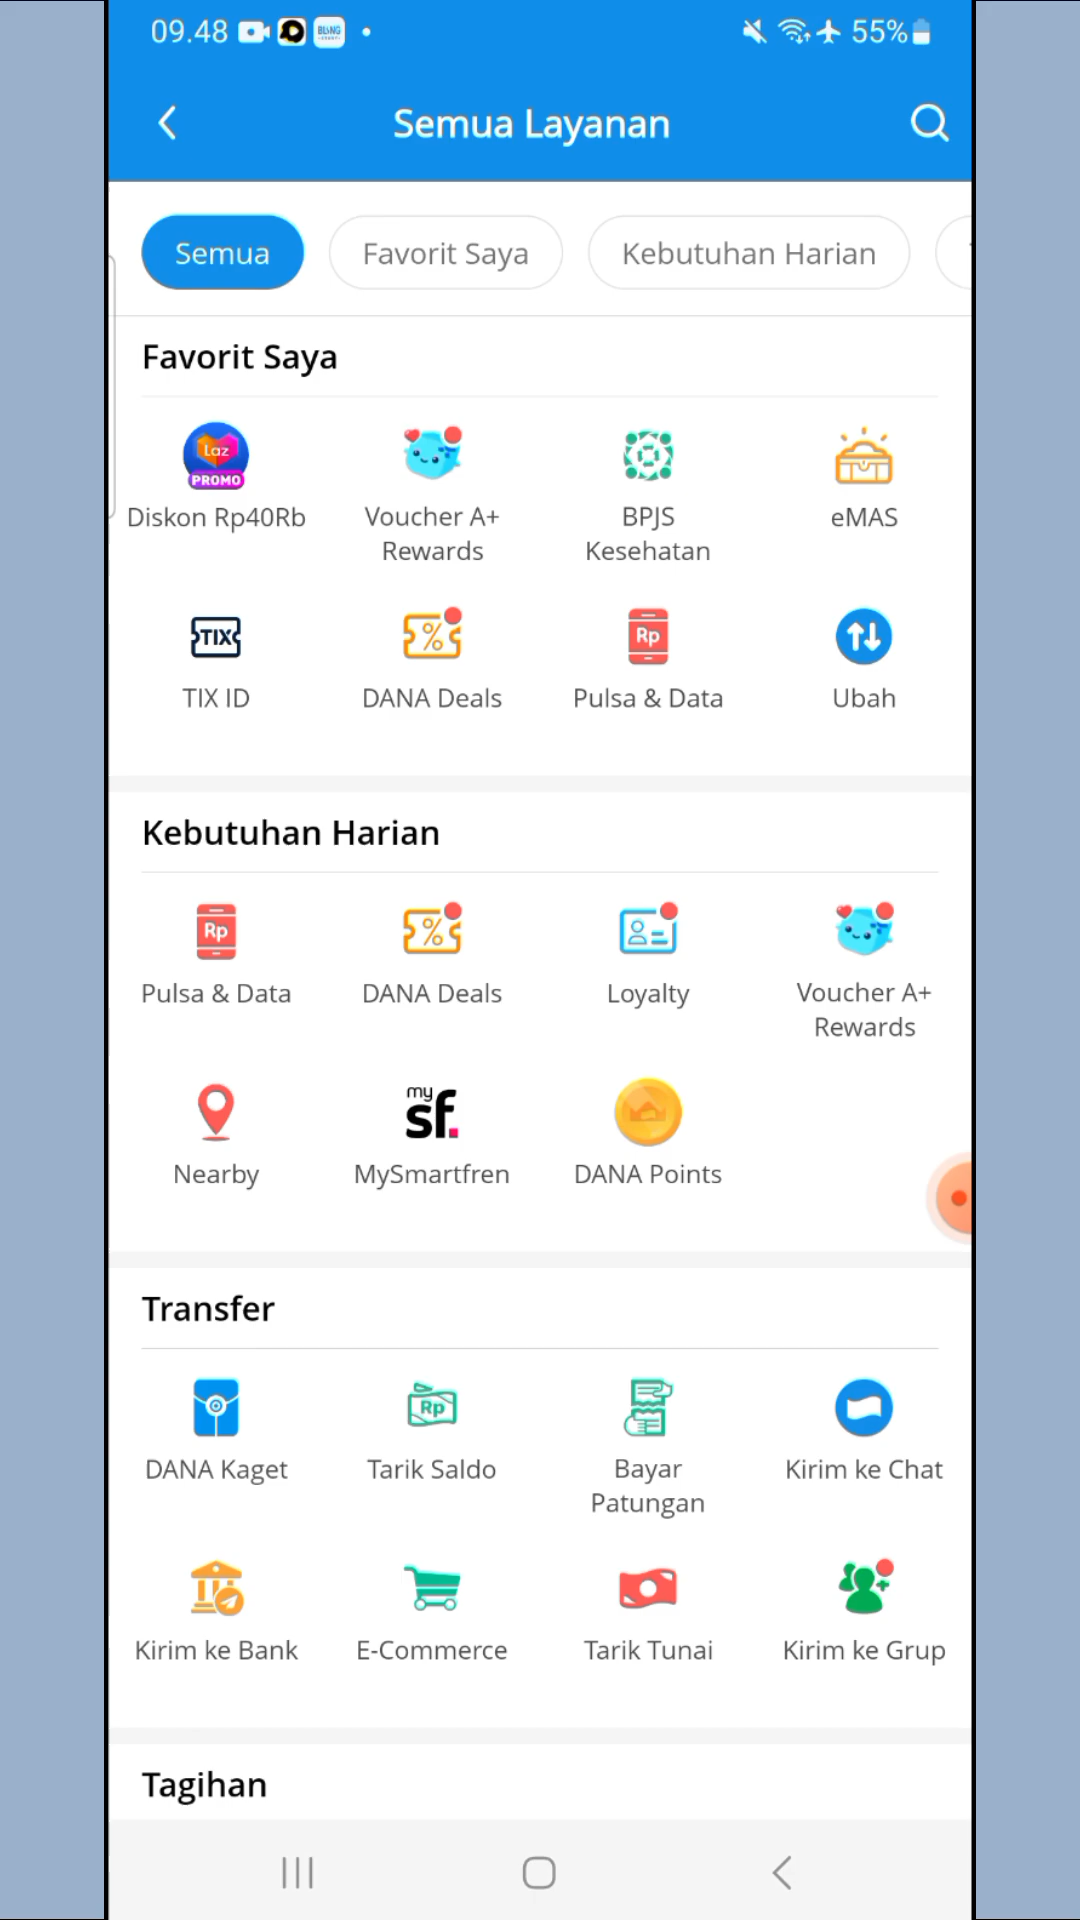 09.48
BLING
55%
Semua Layanan
Semua
Favorit Saya
Kebutuhan Harian
Favorit Saya
Laz
PROMO
Diskon Rp40Rb
Voucher A+
Rewards
BPJS
Kesehatan
eMAS
TIX
TIX ID
%
DANA Deals
Rp
Pulsa & Data
Ubah
Kebutuhan Harian
Rp
Pulsa & Data
%
DANA Deals
Loyalty
Voucher A+
Rewards
Nearby
my
sf.
MySmartfren
DANA Points
Transfer
DANA Kaget
Rp
Tarik Saldo
Bayar
Patungan
Kirim ke Chat
Kirim ke Bank
E-Commerce
Tarik Tunai
Kirim ke Grup
Tagihan